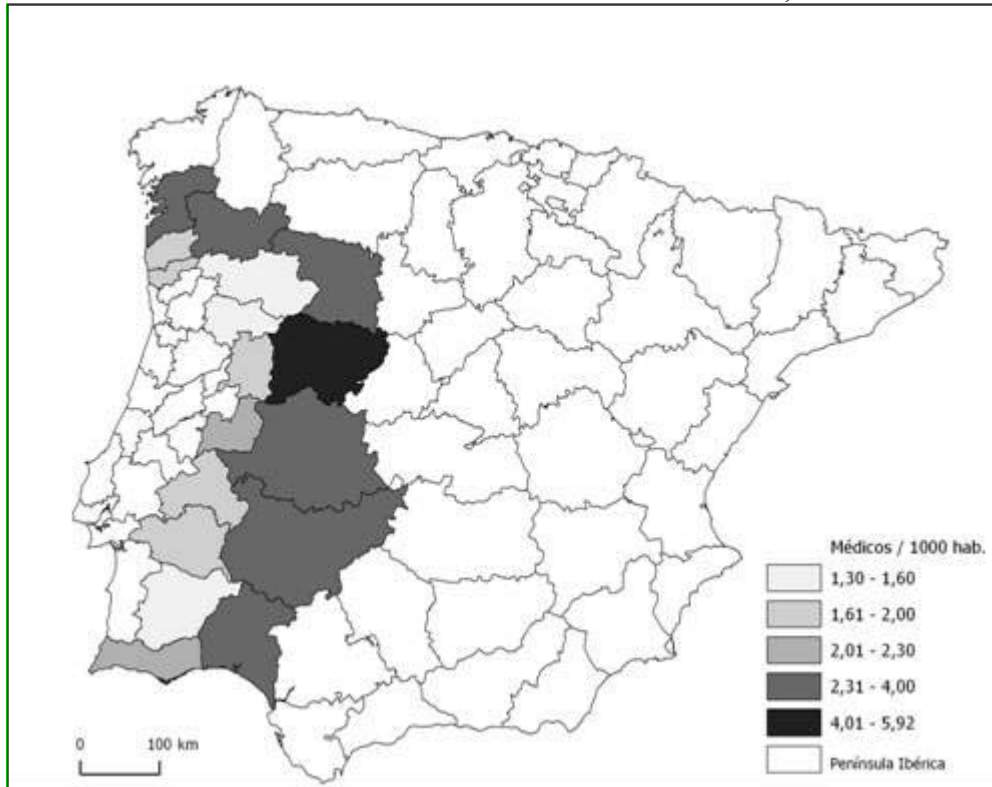 Médicos / 1000 hab.
1,30 - 1,60
1,61 - 2,00
2,01 - 2,30
2,31 - 4,00
4,01 - 5,92
Península Ibérica
0 100 km